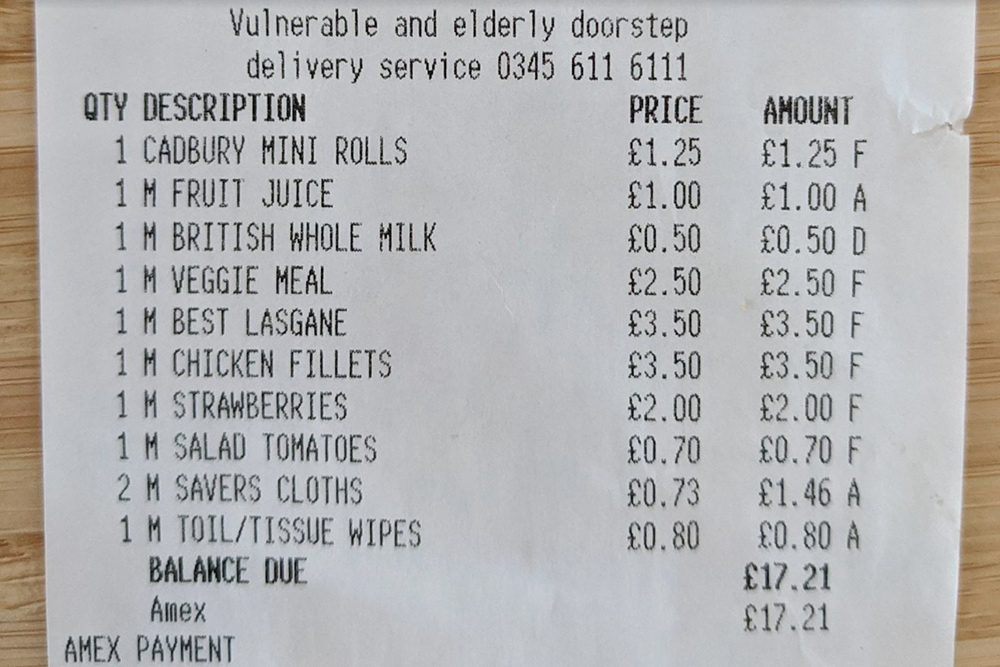 Vulnerable and elderly doorstep
delivery service 0345 611 6111
QTY DESCRIPTION PRICE AMOUNT
1 CADBURY MINI ROLLS £1.25 £1.25 F
1 M FRUIT JUICE £1.00 £1.00 A
1 M BRITISH WHOLE MILK £0.50 £0.50 D
1 M VEGGIE MEAL £2.50 £2.50 F
1 M BEST LASGANE £3.50 £3.50 F
1 M CHICKEN FILLETS £3.50 £3.50 F
1 M STRAWBERRIES £2.00 £2.00 F
1 M SALAD TOMATOES £0.70 £0.70 F
2 M SAVERS CLOTHS £0.73 £1.46 A
1 M TOIL/TISSUE WIPES £0.80 £0.80 A
BALANCE DUE £17.21
Amex £17.21
AMEX PAYMENT